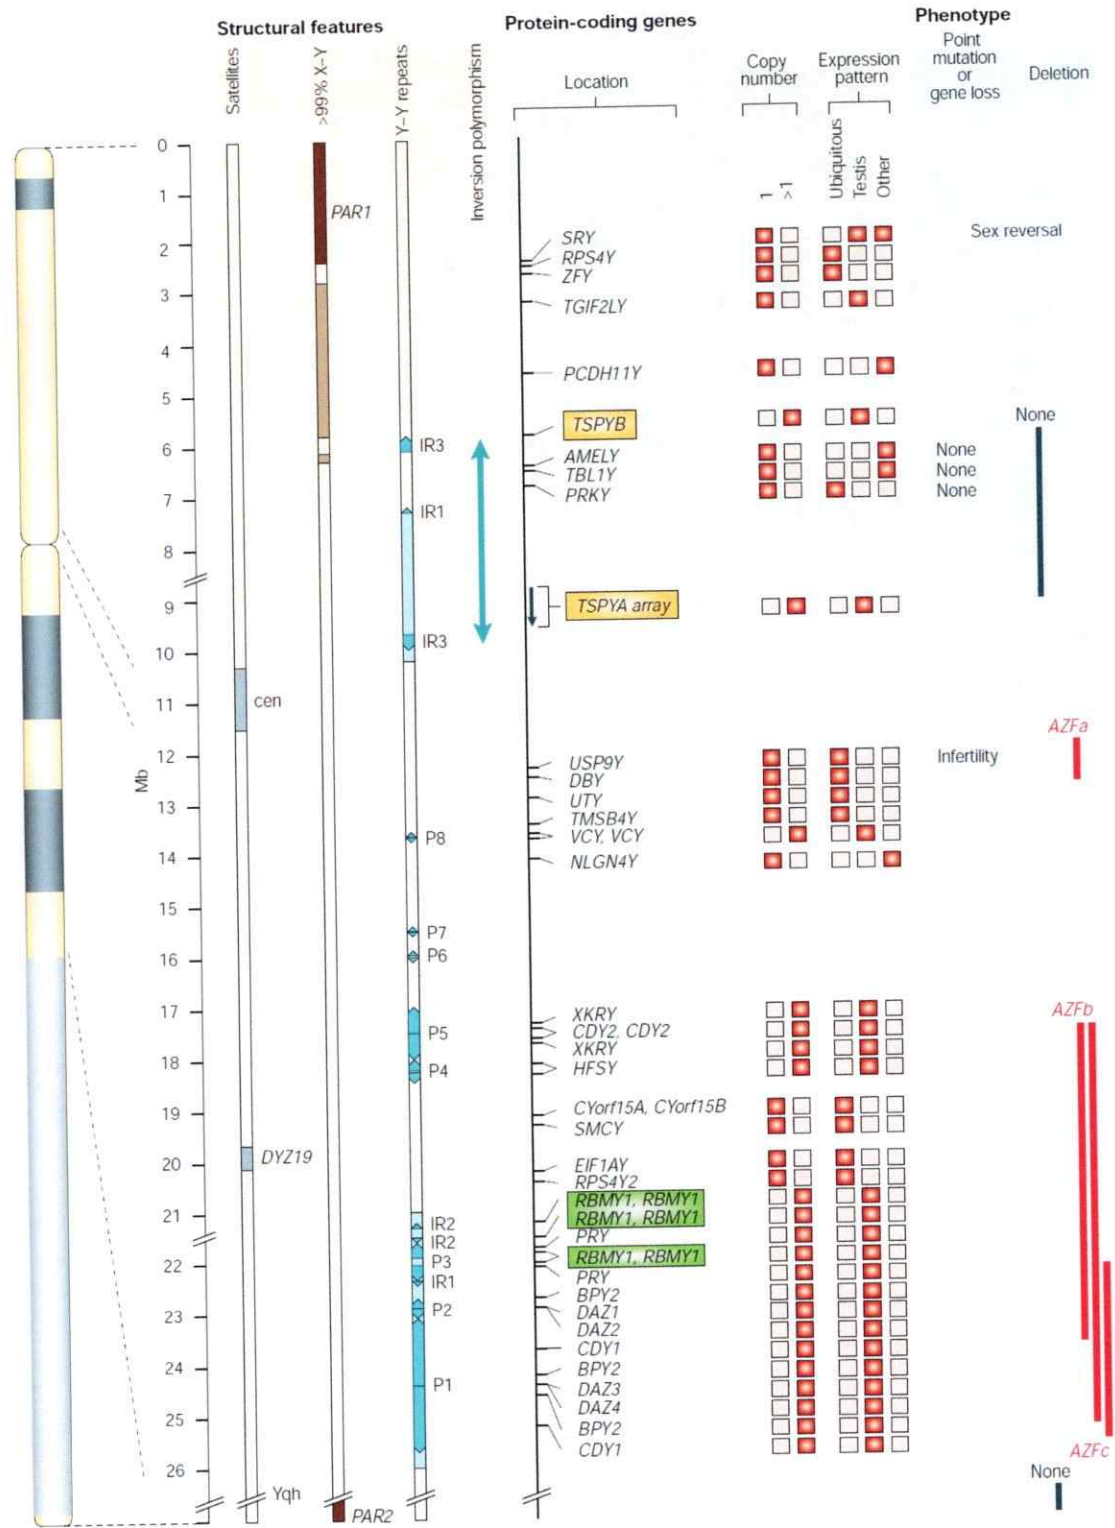 Structural features
Protein-coding genes
Phenotype
Satellites
>99% X–Y
Y–Y repeats
Inversion polymorphism
Location
Copy number
Expression pattern
Point mutation or gene loss
Deletion
1
>1
Ubiquitous
Testis
Other
Mb
0
1
2
3
4
5
6
7
8
9
10
11
12
13
14
15
16
17
18
19
20
21
22
23
24
25
26
cen
DYZ19
Yqh
PAR1
PAR2
IR3
IR1
IR3
P8
P7
P6
P5
P4
IR2
IR2
P3
IR1
P2
P1
SRY
RPS4Y
ZFY
TGIF2LY
PCDH11Y
TSPYB
AMELY
TBL1Y
PRKY
TSPYA array
USP9Y
DBY
UTY
TMSB4Y
VCY, VCY
NLGN4Y
XKRY
CDY2, CDY2
XKRY
HFSY
CYorf15A, CYorf15B
SMCY
EIF1AY
RPS4Y2
RBMY1, RBMY1
RBMY1, RBMY1
PRY
RBMY1, RBMY1
PRY
BPY2
DAZ1
DAZ2
CDY1
BPY2
DAZ3
DAZ4
BPY2
CDY1
Sex reversal
None
None
None
Infertility
None
AZFa
AZFb
AZFc
None